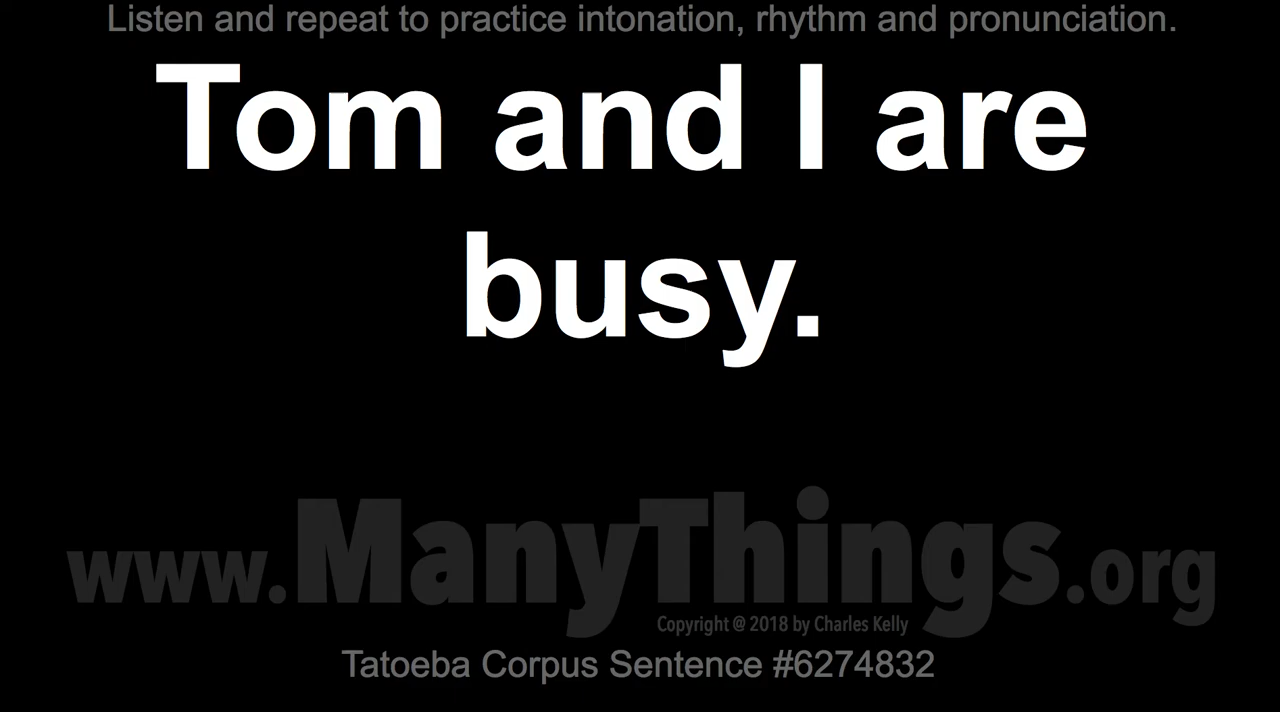 Listen and repeat to practice intonation, rhythm and pronunciation.
Tom and I are
busy.
www.ManyThings.org
Copyright @ 2018 by Charles Kelly
Tatoeba Corpus Sentence #6274832